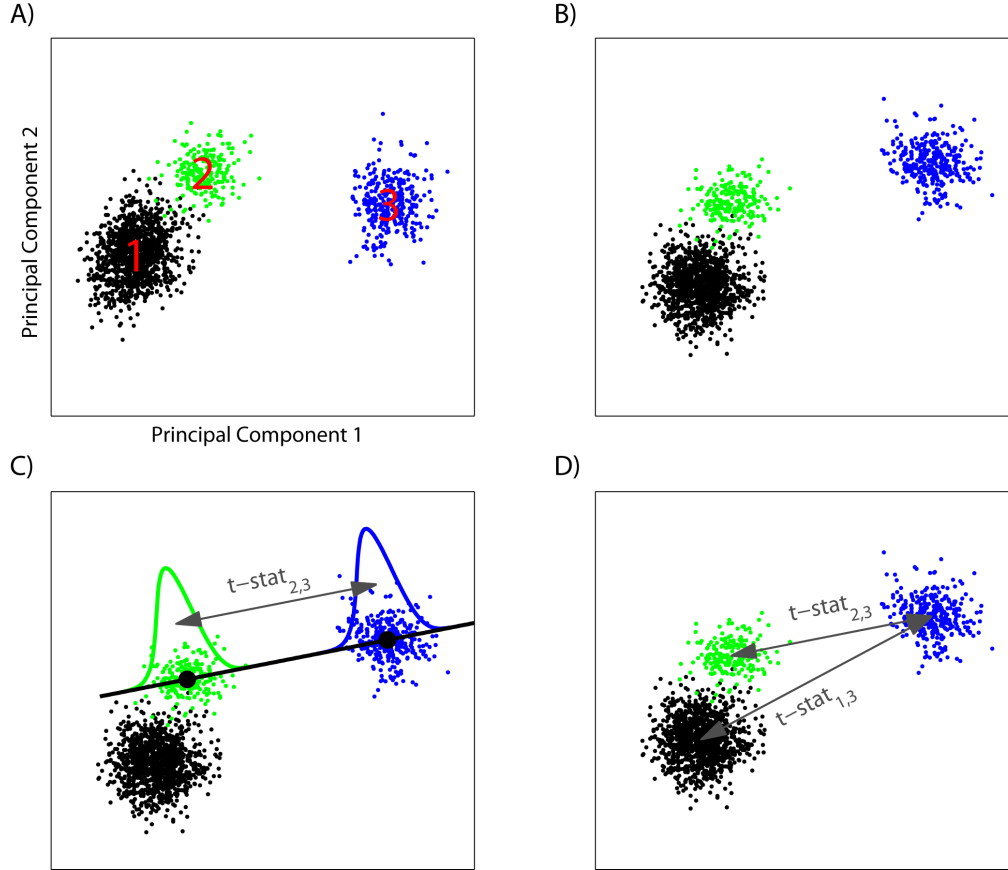 A)
B)
Principal Component 2
2
3
1
Principal Component 1
C)
D)
t−stat2,3
t−stat2,3
t−stat1,3